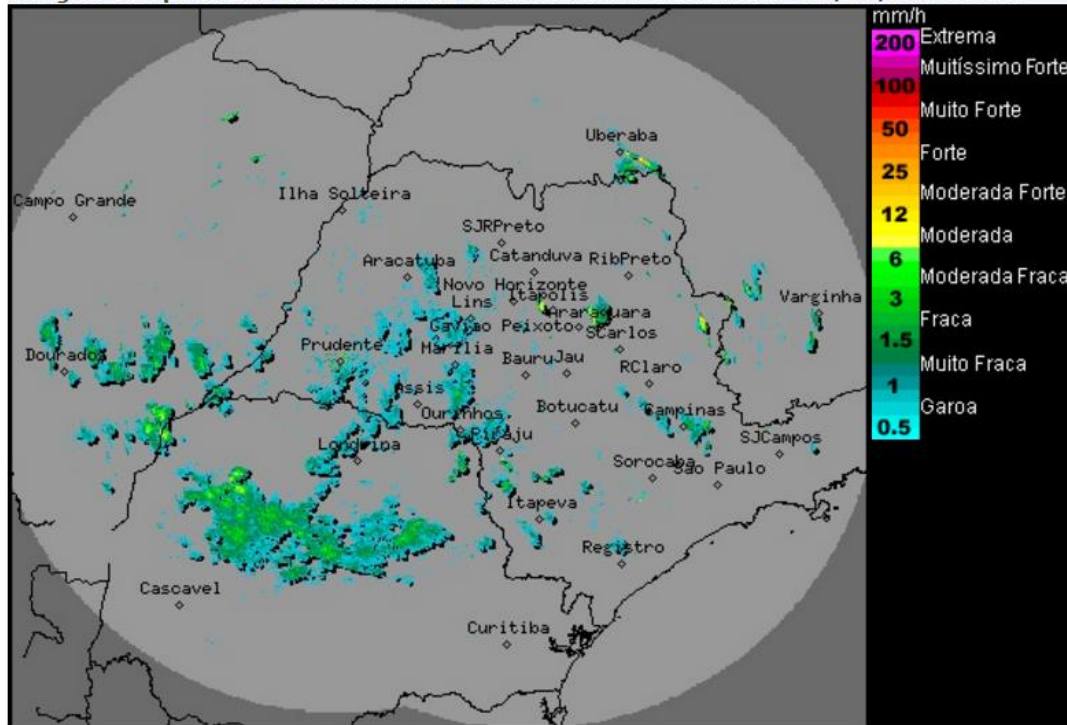 mm/h
200 Extrema
Muitíssimo Forte
100
Muito Forte
50
Forte
25
Moderada Forte
12
Moderada
6
Moderada Fraca
3
Fraca
1.5
Muito Fraca
1
Garoa
0.5
Uberaba
Campo Grande
Ilha Solteira
SJRPreto
Aracatuba
Catanduva
RibPreto
Novo Horizonte
Itapolis
Lins
Araraquara
Varginha
Gaviao Peixoto
SCarlos
Dourados
Prudente
Marilia
Bauru
Jau
RClaro
Assis
Ourinhos
Botucatu
Campinas
Piraju
SJCampos
Londrina
Sorocaba
Sao Paulo
Itapeva
Registro
Cascavel
Curitiba